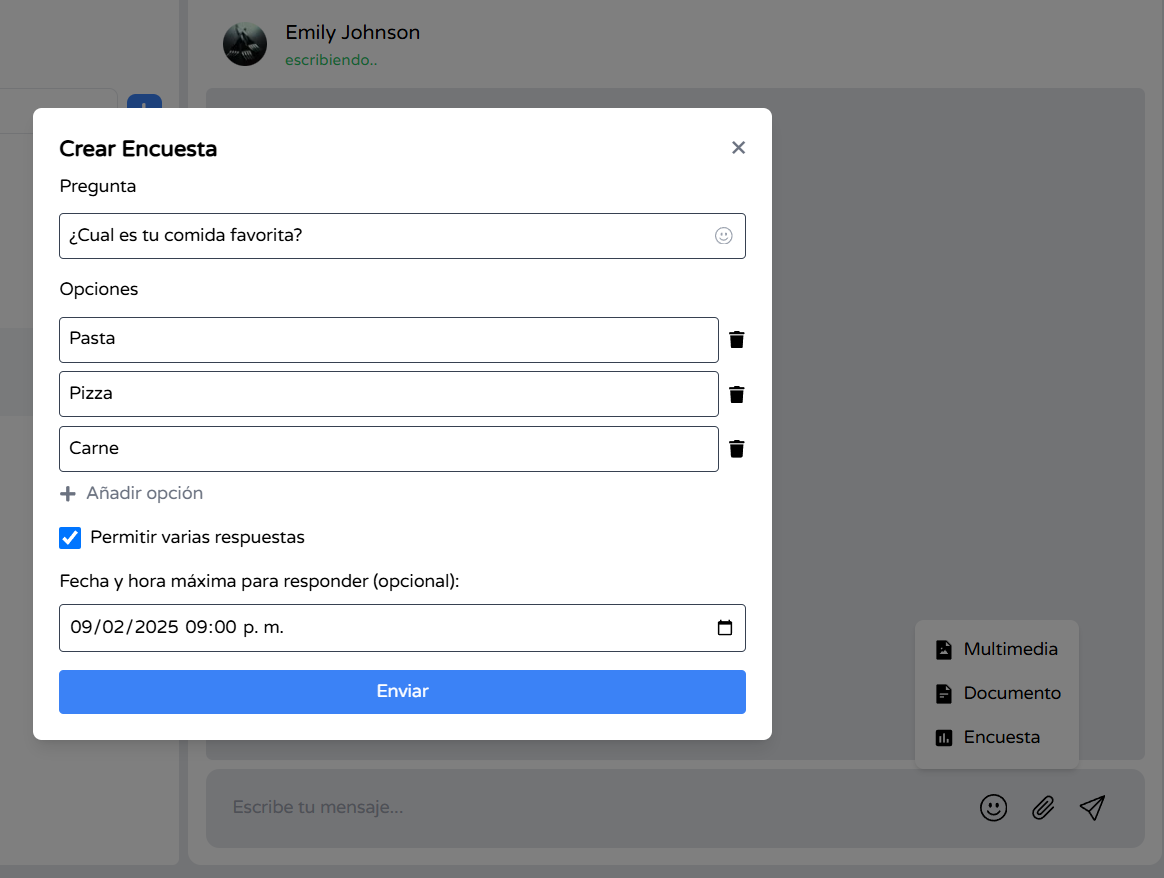 Emily Johnson
escribiendo..
Crear Encuesta
Pregunta
¿Cual es tu comida favorita?
Opciones
Pasta
Pizza
Carne
Añadir opción
Permitir varias respuestas
Fecha y hora máxima para responder (opcional):
09/02/2025 09:00 p. m.
Enviar
Multimedia
Documento
Encuesta
Escribe tu mensaje...